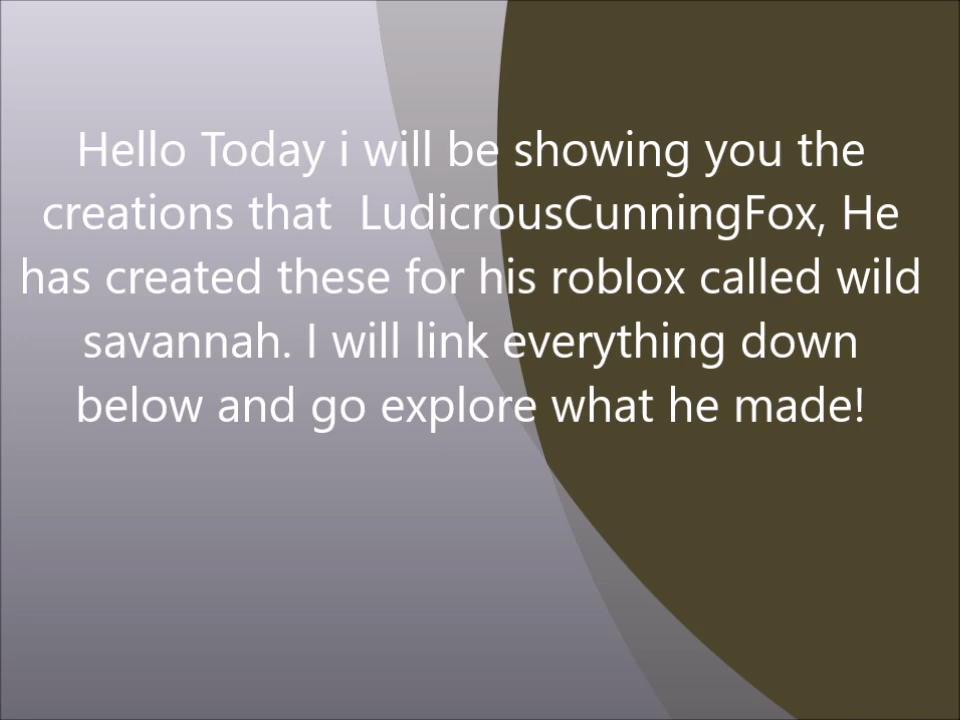 Hello Today i will be showing you the
creations that  LudicrousCunningFox, He
has created these for his roblox called wild
savannah. I will link everything down
below and go explore what he made!